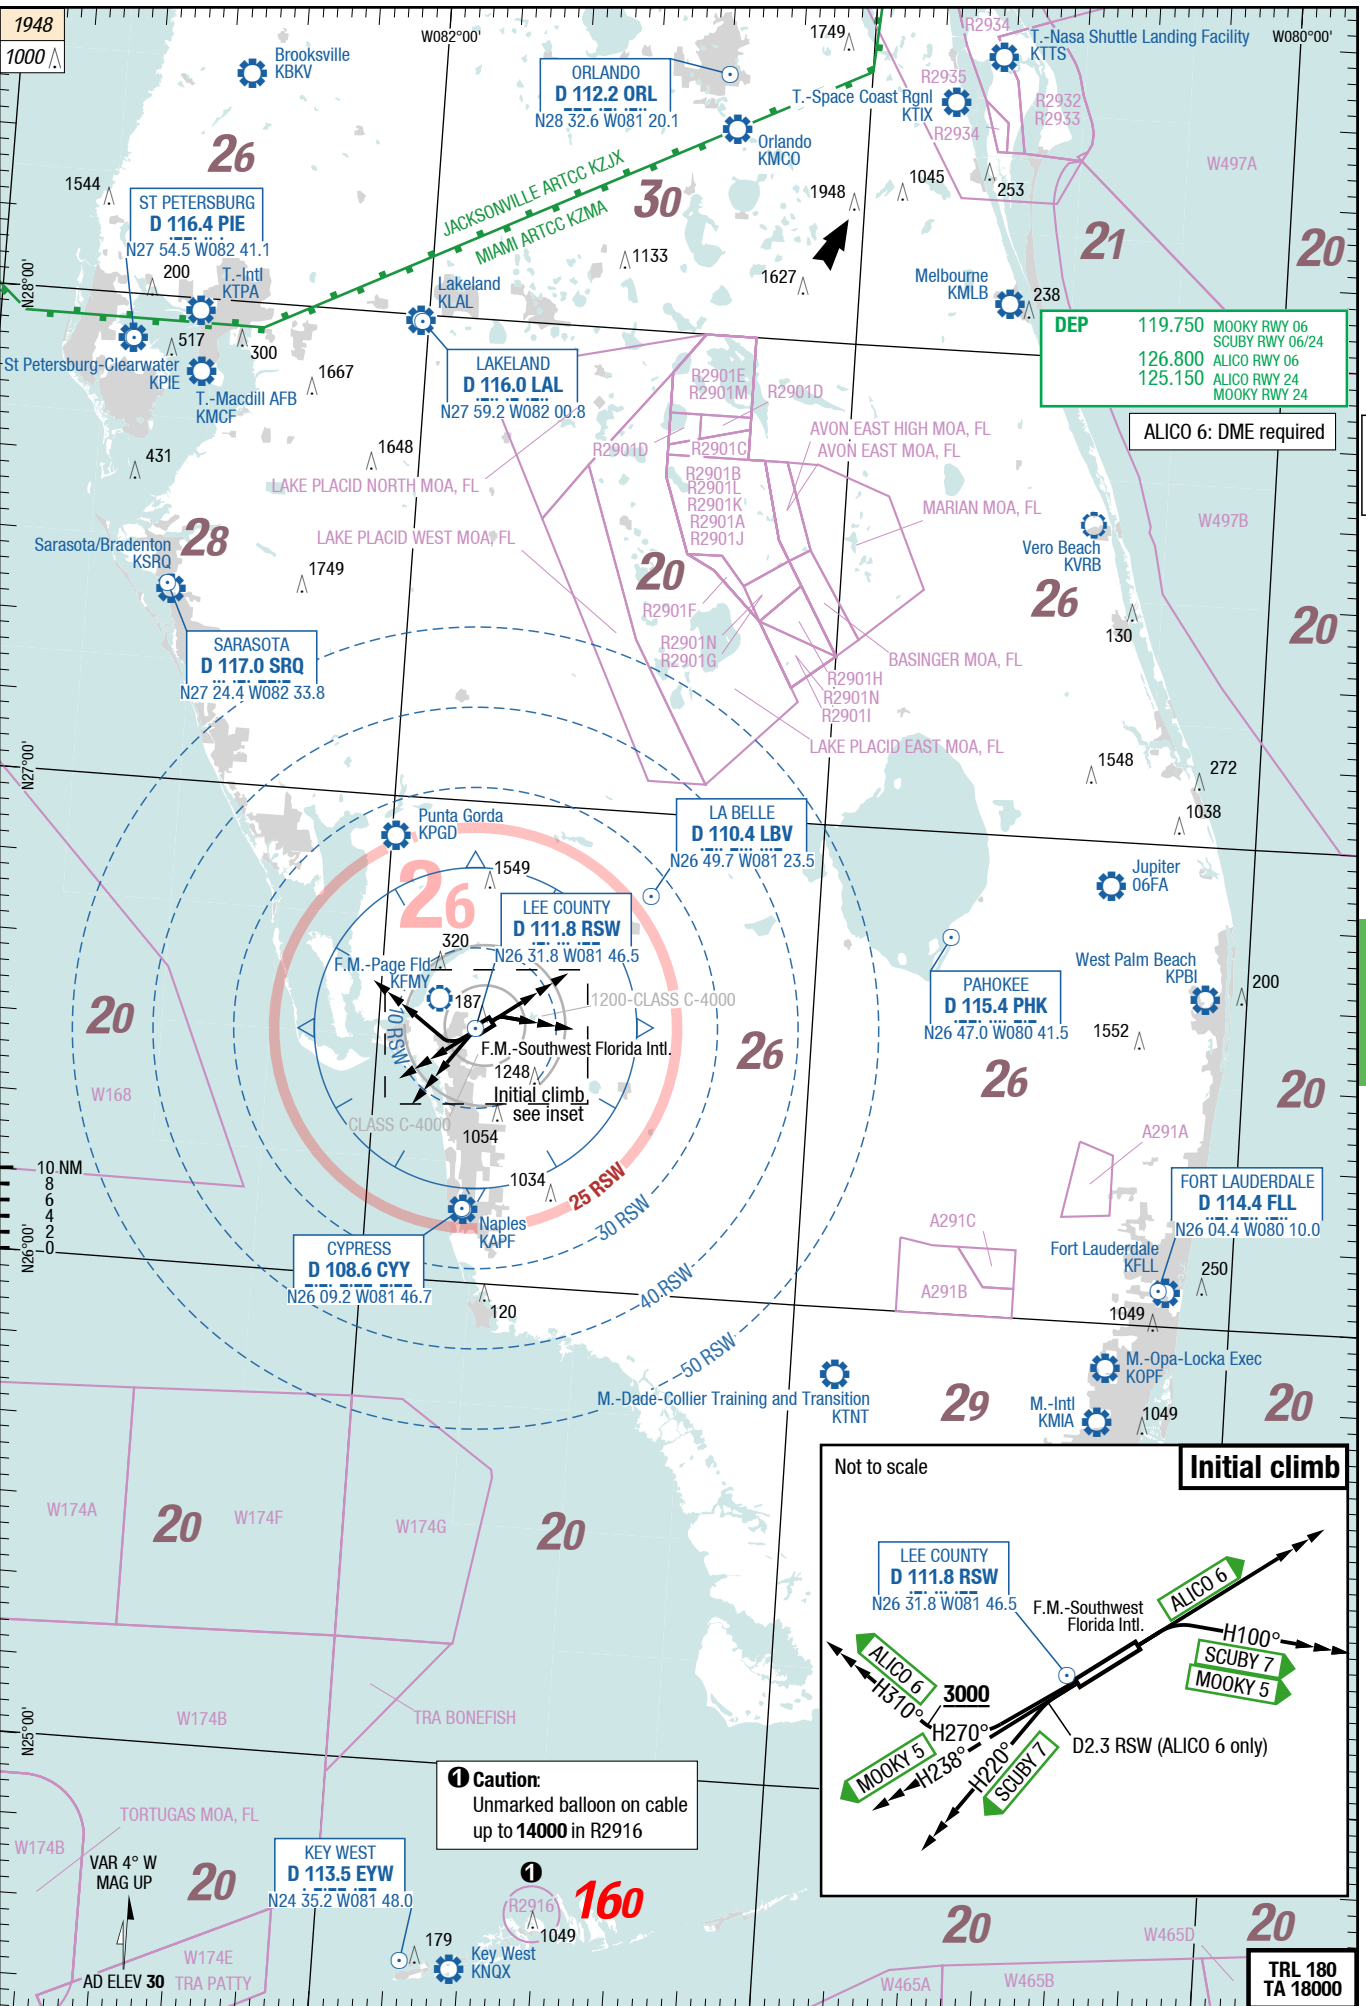 1948
1000
W082°00'
W080°00'
1749
R2934
T.-Nasa Shuttle Landing Facility
KTTS
Brooksville
KBKV
ORLANDO
D 112.2 ORL
N28 32.6 W081 20.1
R2935
T.-Space Coast Rgnl
KTIX
R2932
R2933
R2934
Orlando
KMCO
W497A
26
JACKSONVILLE ARTCC KZJX
MIAMI ARTCC KZMA
30
1544
ST PETERSBURG
D 116.4 PIE
N27 54.5 W082 41.1
1948
1045
253
21
20
1133
1627
N28°00'
200
T.-Intl
KTPA
Lakeland
KLAL
Melbourne
KMLB
238
DEP
119.750 MOOKY RWY 06
SCUBY RWY 06/24
126.800 ALICO RWY 06
125.150 ALICO RWY 24
MOOKY RWY 24
517
300
St Petersburg-Clearwater
KPIE
T.-Macdill AFB
KMCF
1667
LAKELAND
D 116.0 LAL
N27 59.2 W082 00.8
R2901E
R2901M
R2901D
ALICO 6: DME required
431
1648
R2901D
R2901C
AVON EAST HIGH MOA, FL
AVON EAST MOA, FL
R2901B
R2901L
R2901K
R2901A
R2901J
LAKE PLACID NORTH MOA, FL
MARIAN MOA, FL
W497B
28
LAKE PLACID WEST MOA, FL
Sarasota/Bradenton
KSRQ
Vero Beach
KVRB
1749
20
26
R2901F
130
20
SARASOTA
D 117.0 SRQ
N27 24.4 W082 33.8
R2901N
R2901G
BASINGER MOA, FL
R2901H
R2901N
R2901I
LAKE PLACID EAST MOA, FL
N27°00'
1548
272
1038
Punta Gorda
KPGD
LA BELLE
D 110.4 LBV
N26 49.7 W081 23.5
26
1549
Jupiter
06FA
LEE COUNTY
D 111.8 RSW
N26 31.8 W081 46.5
320
F.M.-Page Fld
KFMY
187
1200-CLASS C-4000
West Palm Beach
KPBI
200
PAHOKEE
D 115.4 PHK
N26 47.0 W080 41.5
20
10 RSW
F.M.-Southwest Florida Intl.
1248
Initial climb
see inset
26
1552
26
20
W168
CLASS C-4000
1054
A291A
10 NM
8
6
4
2
0
1034
25 RSW
FORT LAUDERDALE
D 114.4 FLL
N26 04.4 W080 10.0
Naples
KAPF
30 RSW
A291C
N26°00'
CYPRESS
D 108.6 CYY
N26 09.2 W081 46.7
Fort Lauderdale
KFLL
250
40 RSW
A291B
120
1049
50 RSW
M.-Opa-Locka Exec
KOPF
M.-Dade-Collier Training and Transition
KTNT
29
M.-Intl
KMIA
1049
20
Not to scale
Initial climb
W174A
20
W174F
W174G
20
LEE COUNTY
D 111.8 RSW
N26 31.8 W081 46.5
F.M.-Southwest
Florida Intl.
ALICO 6
H100°
SCUBY 7
MOOKY 5
ALICO 6
H310°
3000
H270°
MOOKY 5
H238°
H220°
SCUBY 7
D2.3 RSW (ALICO 6 only)
W174B
TRA BONEFISH
N25°00'
1 Caution:
Unmarked balloon on cable
up to 14000 in R2916
TORTUGAS MOA, FL
W174B
VAR 4° W
MAG UP
KEY WEST
D 113.5 EYW
N24 35.2 W081 48.0
20
1
R2916
160
1049
179
Key West
KNQX
20
W465D
20
W174E
AD ELEV 30
TRA PATTY
W465A
W465B
TRL 180
TA 18000